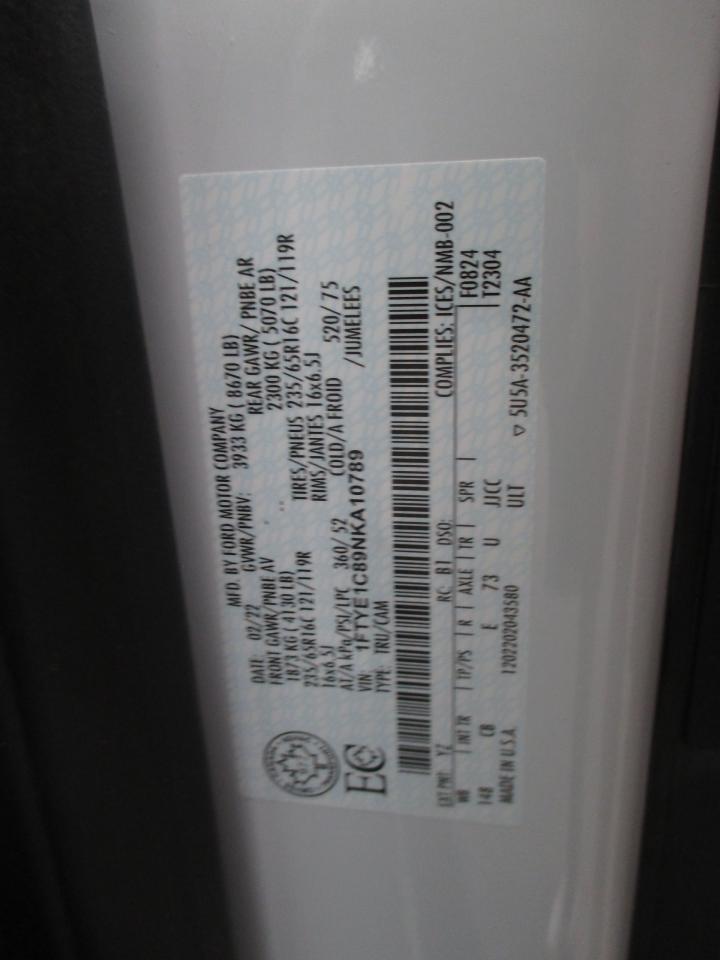 MFD. BY FORD MOTOR COMPANY
DATE: 02/22 GVWR/PNBV: 3933 KG ( 8670 LB)
FRONT GAWR/PNBE AV REAR GAWR/ PNBE AR
1873 KG ( 4130 LB) 2300 KG ( 5070 LB)
235/65R16C 121/119R TIRES/PNEUS 235/65R16C 121/119R
16x6.5J RIMS/JANTES 16x6.5J
AT/A kPa/PSI/LPC 360/52 COLD/A FROID 520/75
VIN: 1FTYE1C89NKA10789 /JUMELEES
TYPE: TRU/CAM
EC
COMPLIES: ICES/NMB-002
EXT PNT: YZ RC: B1 DSO: F0824
WB INT TR TP/PS R AXLE TR SPR T2304
148 CB E 73 U JJCC
MADE IN U.S.A. 1202202043580 ULT ▽ 5U5A-3520472-AA